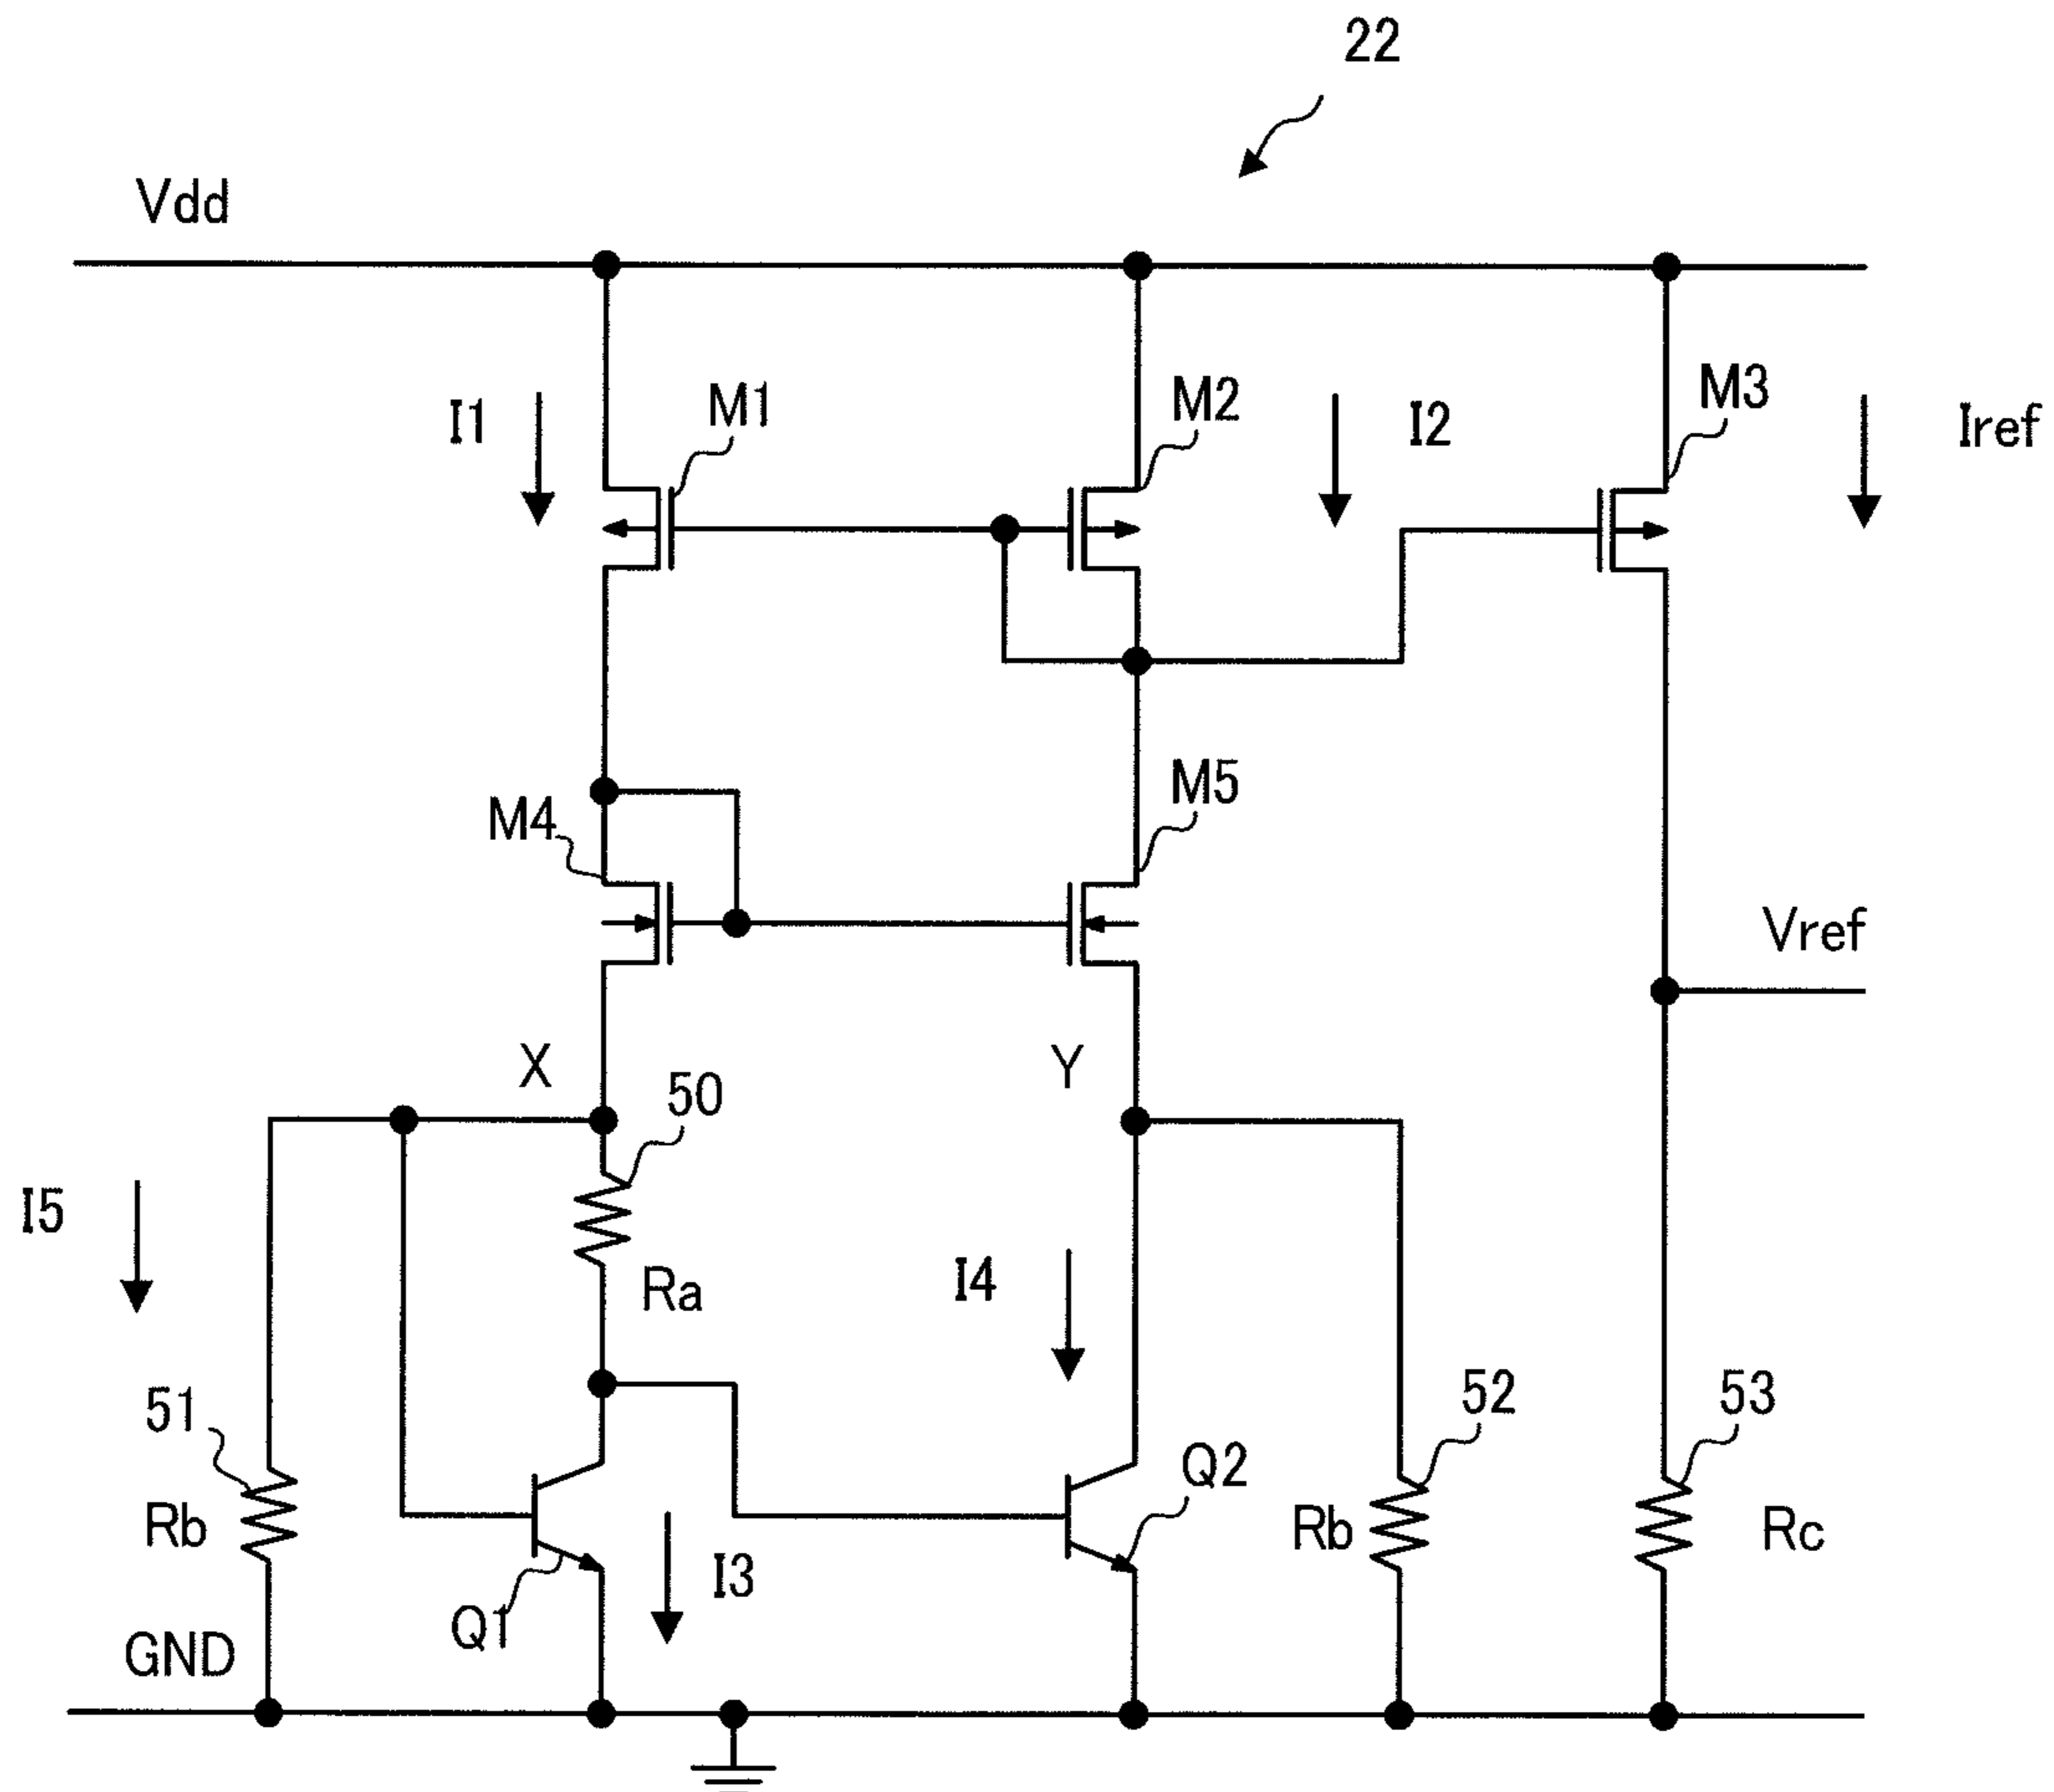 22
Vdd
I1
M1
M2
I2
M3
Iref
M4
M5
Vref
X
50
Y
I5
Ra
I4
51
Rb
Q1
I3
Q2
52
Rb
53
Rc
GND